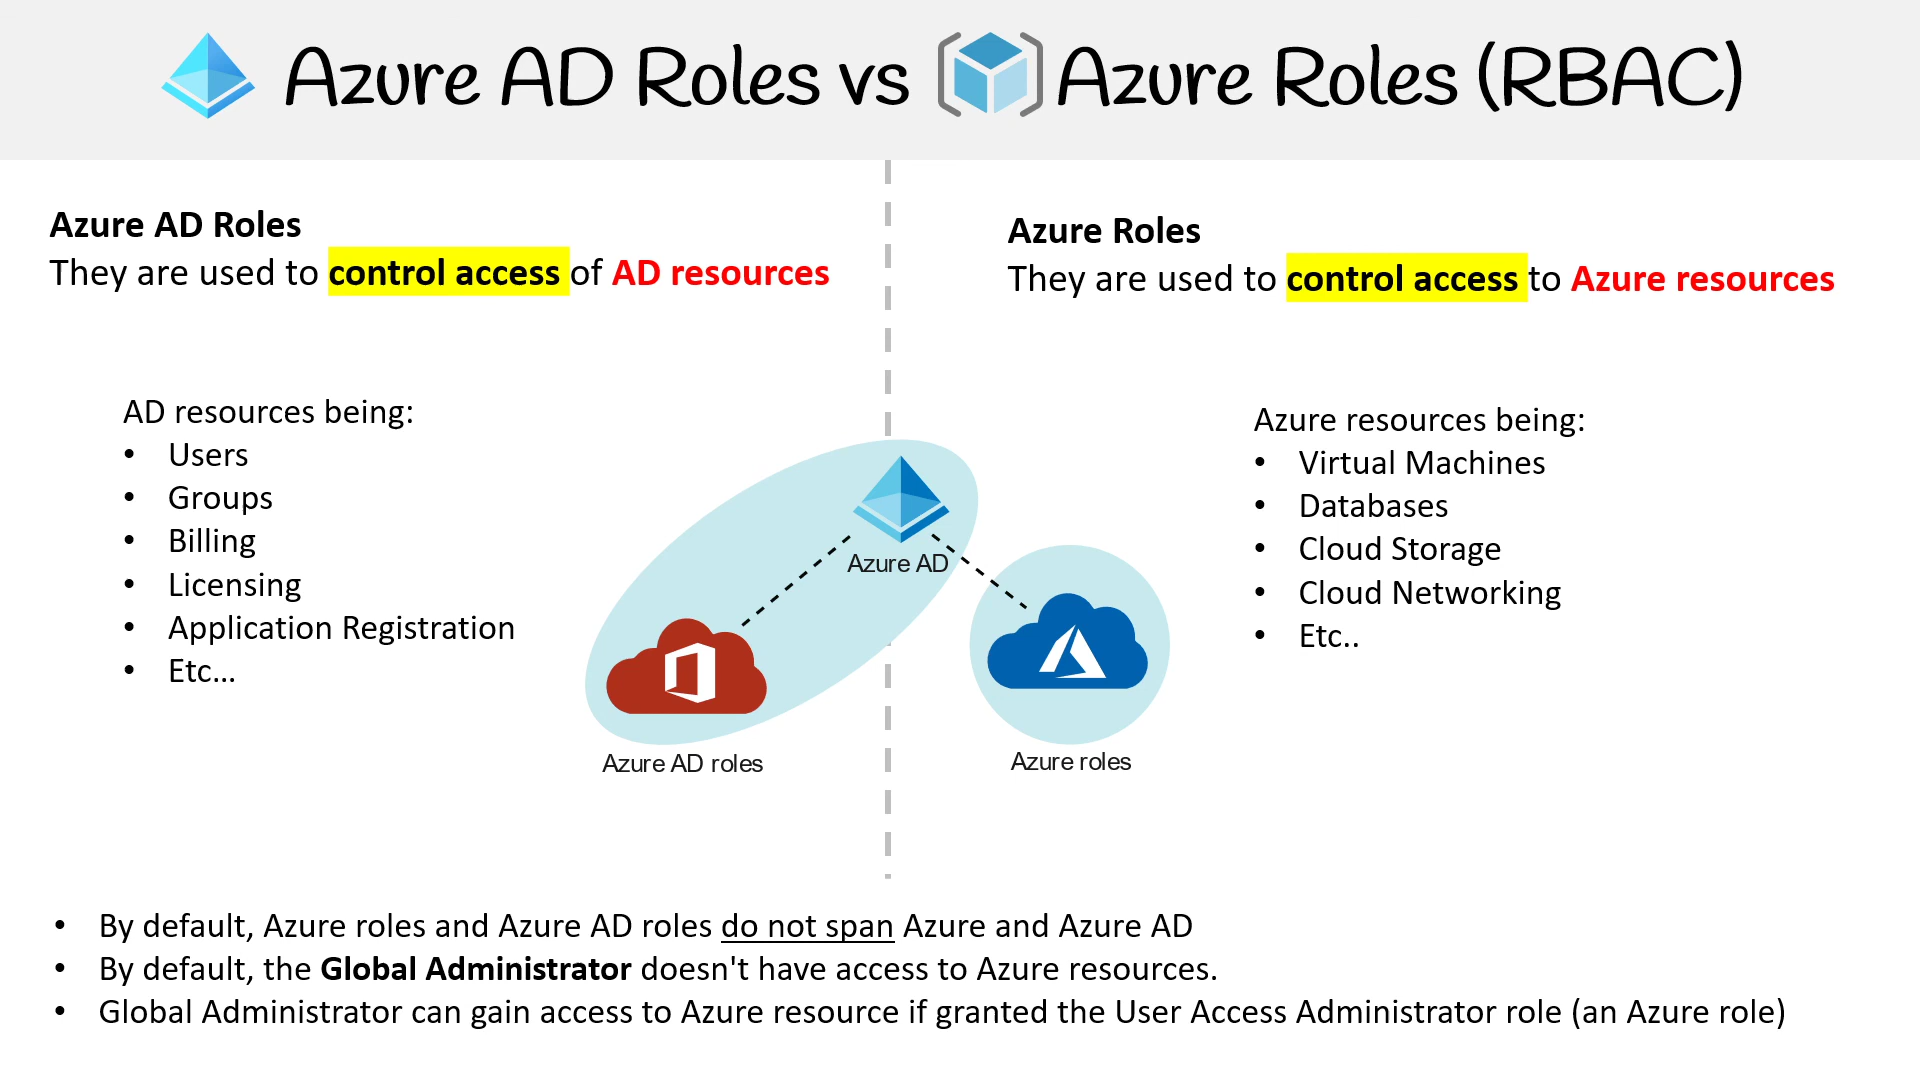 Azure AD Roles vs Azure Roles (RBAC)
Azure AD Roles
They are used to control access of AD resources
AD resources being:
• Users
• Groups
• Billing
• Licensing
• Application Registration
• Etc...
Azure Roles
They are used to control access to Azure resources
Azure resources being:
• Virtual Machines
• Databases
• Cloud Storage
• Cloud Networking
• Etc..
Azure AD
Azure AD roles
Azure roles
• By default, Azure roles and Azure AD roles do not span Azure and Azure AD
• By default, the Global Administrator doesn't have access to Azure resources.
• Global Administrator can gain access to Azure resource if granted the User Access Administrator role (an Azure role)